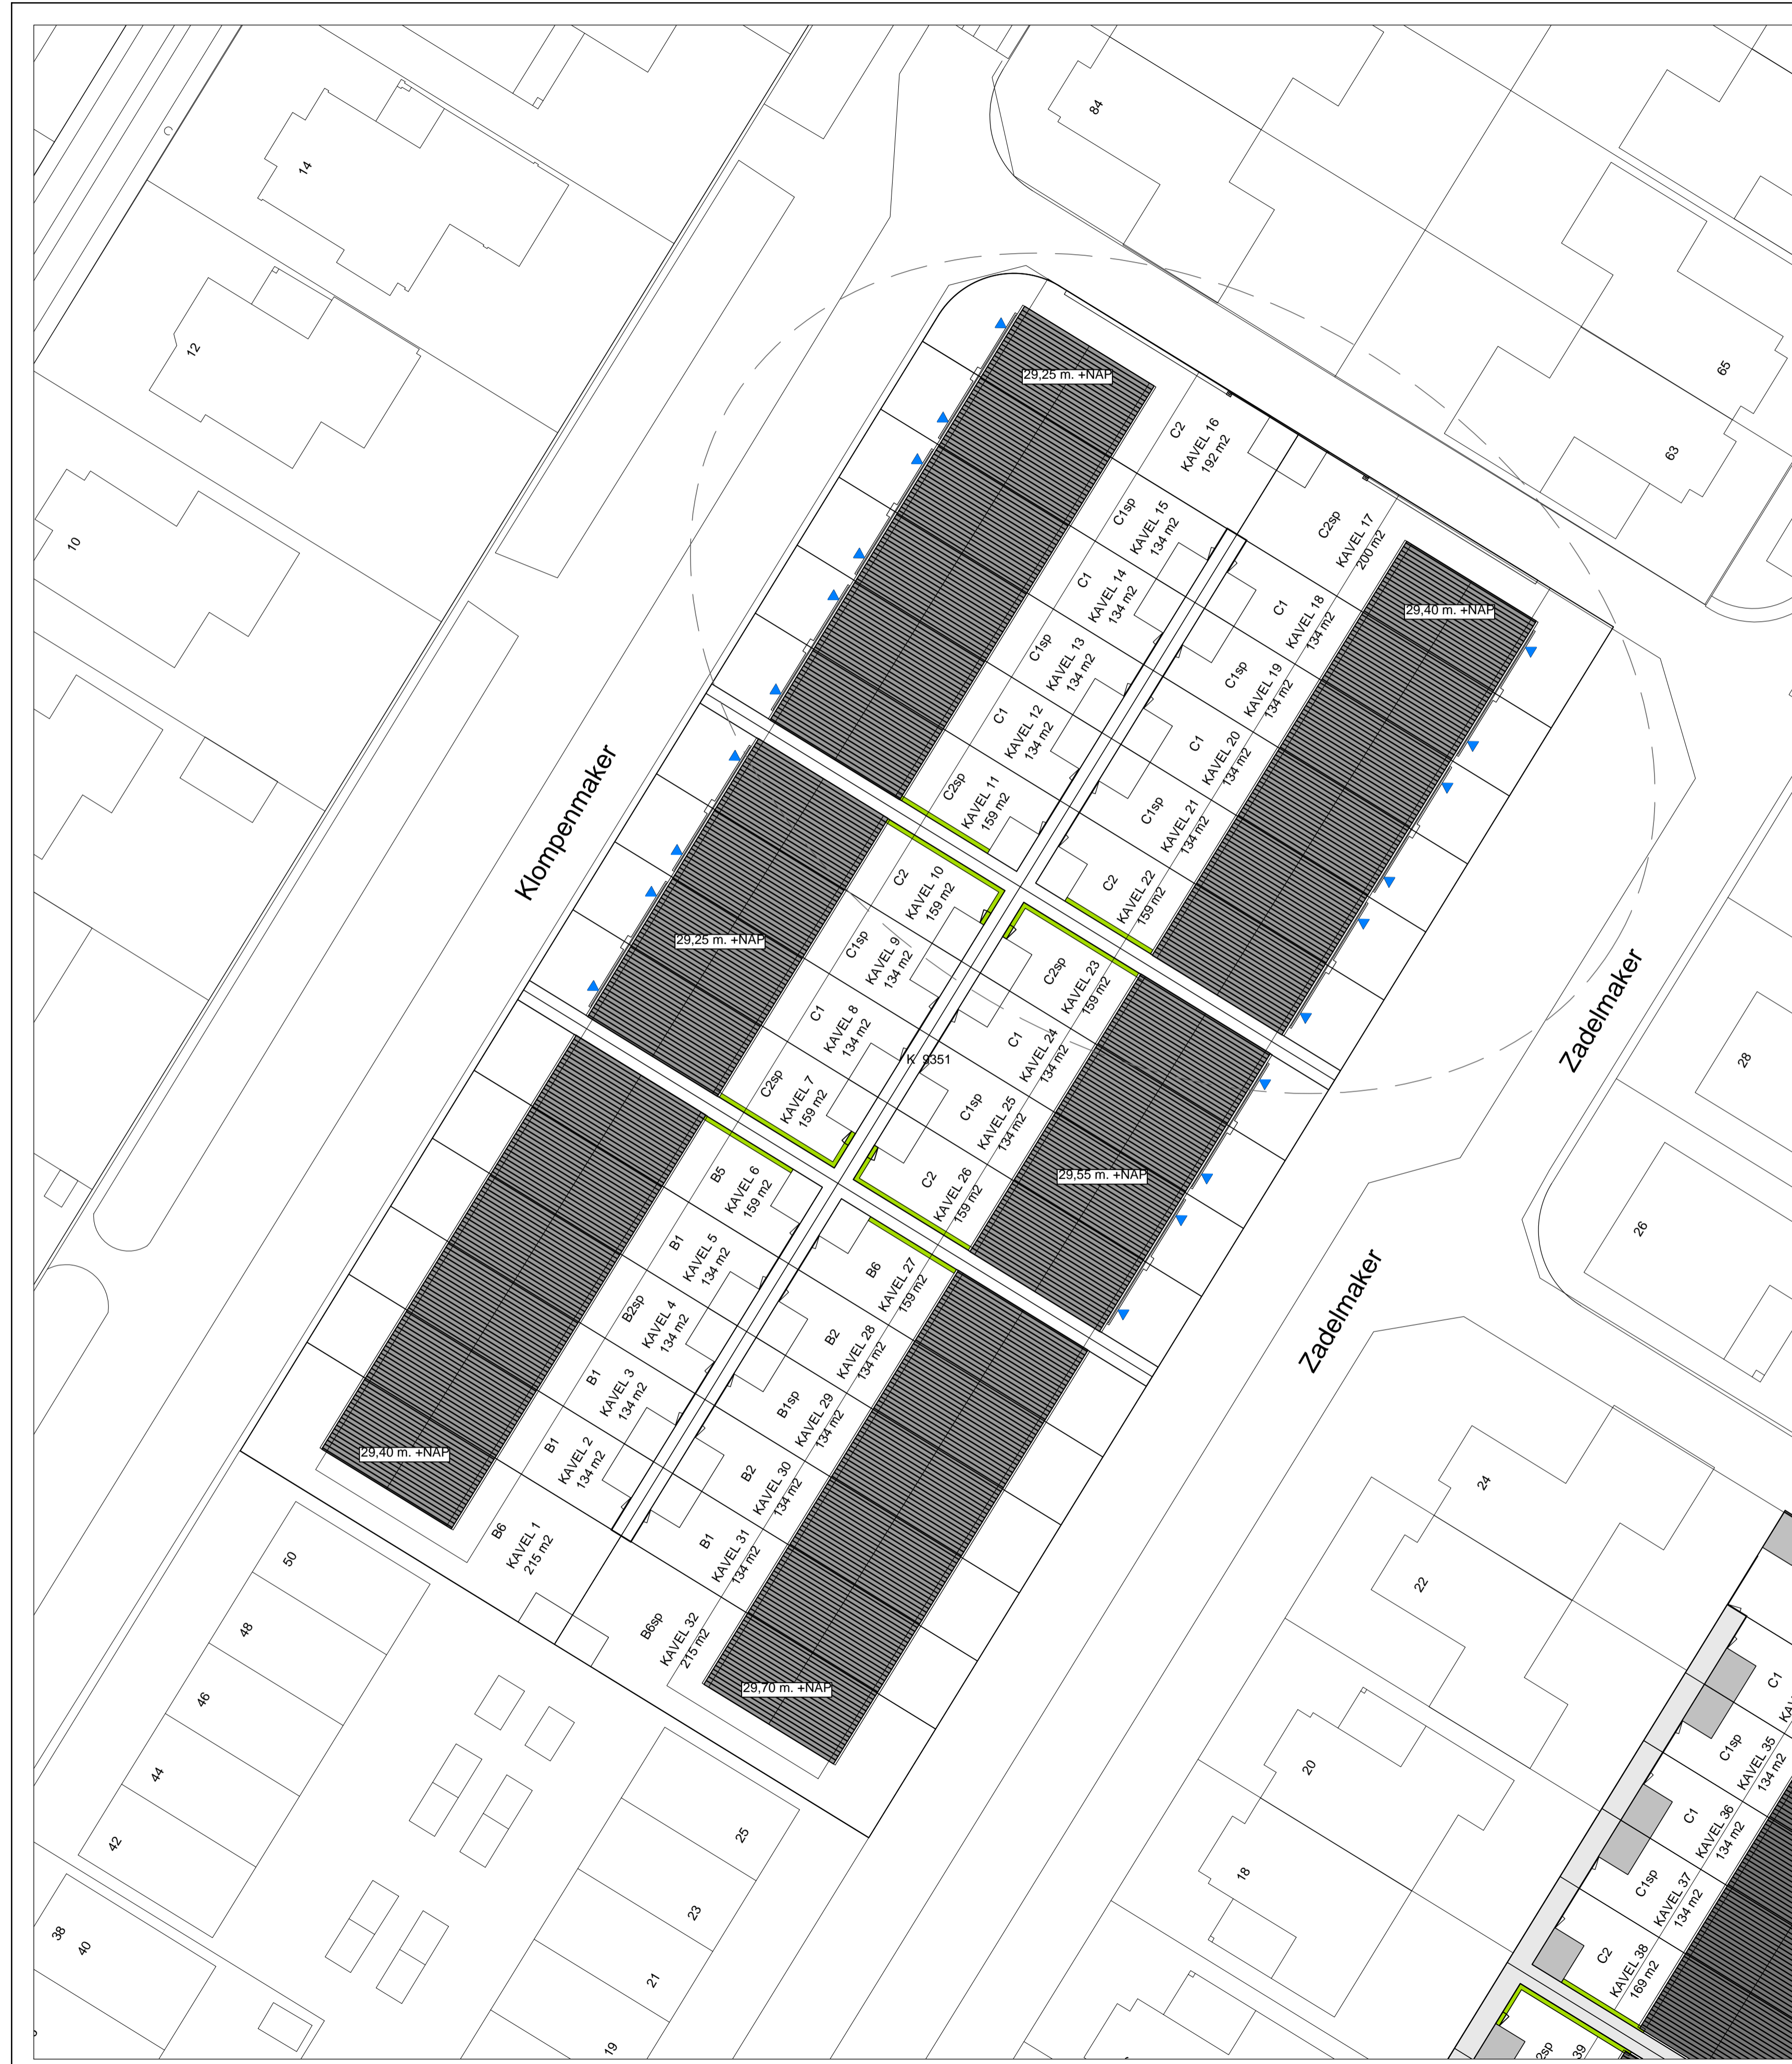 14
12
10
84
65
63
29,25 m. +NAP
C2
KAVEL 16
192 m2
C1sp
KAVEL 15
134 m2
C1
KAVEL 14
134 m2
C1sp
KAVEL 13
134 m2
C1
KAVEL 12
134 m2
C2sp
KAVEL 11
159 m2
C2sp
KAVEL 17
200 m2
29,40 m. +NAP
C1
KAVEL 18
134 m2
C1sp
KAVEL 19
134 m2
C1
KAVEL 20
134 m2
C1sp
KAVEL 21
134 m2
C2
KAVEL 22
159 m2
Klompenmaker
29,25 m. +NAP
C2
KAVEL 10
159 m2
C1sp
KAVEL 9
134 m2
C1
KAVEL 8
134 m2
C2sp
KAVEL 7
159 m2
K 9351
C2sp
KAVEL 23
159 m2
C1
KAVEL 24
134 m2
C1sp
KAVEL 25
134 m2
C2
KAVEL 26
159 m2
29,55 m. +NAP
Zadelmaker
28
26
Zadelmaker
B5
KAVEL 6
159 m2
B1
KAVEL 5
134 m2
B2sp
KAVEL 4
134 m2
B1
KAVEL 3
134 m2
B1
KAVEL 2
134 m2
B6
KAVEL 1
215 m2
29,40 m. +NAP
B6
KAVEL 27
159 m2
B2
KAVEL 28
134 m2
B1sp
KAVEL 29
134 m2
B2
KAVEL 30
134 m2
B1
KAVEL 31
134 m2
B6sp
KAVEL 32
215 m2
29,70 m. +NAP
50
48
46
44
42
38
40
25
23
21
19
24
22
20
18
C1
C1sp
KAVEL 35
134 m2
C1
KAVEL 36
134 m2
C1sp
KAVEL 37
134 m2
C2
KAVEL 38
169 m2
2sp
39